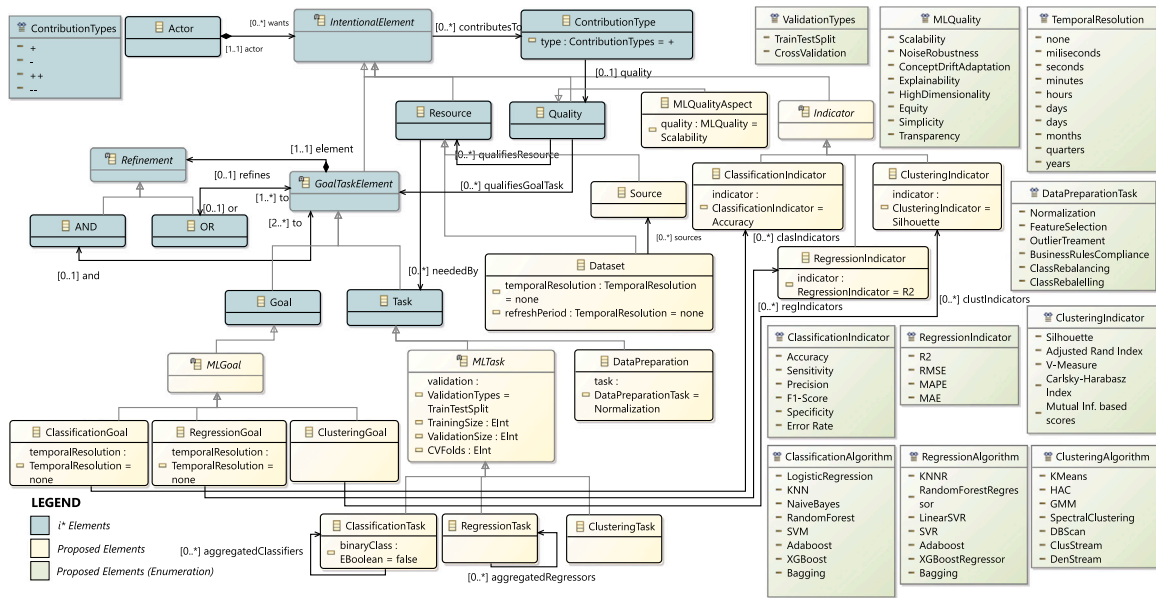 ContributionTypes
+
-
++
--
Actor
[0..*] wants
[1..1] actor
IntentionalElement
[0..*] contributesTo
ContributionType
type : ContributionTypes = +
[0..1] quality
ValidationTypes
TrainTestSplit
CrossValidation
MLQuality
Scalability
NoiseRobustness
ConceptDriftAdaptation
Explainability
HighDimensionality
Equity
Simplicity
Transparency
TemporalResolution
none
miliseconds
seconds
minutes
hours
days
days
months
quarters
years
Resource
Quality
MLQualityAspect
quality : MLQuality =
Scalability
Indicator
[0..*] qualifiesResource
[0..*] qualifiesGoalTask
Refinement
[1..1] element
[0..1] refines
[1..*] to
GoalTaskElement
[0..1] or
[2..*] to
AND
OR
[0..1] and
Source
[0..*] sources
ClassificationIndicator
indicator :
ClassificationIndicator =
Accuracy
ClusteringIndicator
indicator :
ClusteringIndicator =
Silhouette
DataPreparationTask
Normalization
FeatureSelection
OutlierTreament
BusinessRulesCompliance
ClassRebalancing
ClassRebalelling
[0..*] clasIndicators
RegressionIndicator
indicator :
RegressionIndicator = R2
[0..*] regIndicators
[0..*] clustIndicators
[0..*] neededBy
Dataset
temporalResolution : TemporalResolution
= none
refreshPeriod : TemporalResolution = none
Goal
Task
MLGoal
MLTask
validation :
ValidationTypes =
TrainTestSplit
TrainingSize : EInt
ValidationSize : EInt
CVFolds : EInt
DataPreparation
task :
DataPreparationTask =
Normalization
ClassificationIndicator
Accuracy
Sensitivity
Precision
F1-Score
Specificity
Error Rate
RegressionIndicator
R2
RMSE
MAPE
MAE
ClusteringIndicator
Silhouette
Adjusted Rand Index
V-Measure
Carlsky-Harabasz
Index
Mutual Inf. based
scores
ClassificationGoal
temporalResolution :
TemporalResolution =
none
RegressionGoal
temporalResolution :
TemporalResolution =
none
ClusteringGoal
ClassificationAlgorithm
LogisticRegression
KNN
NaiveBayes
RandomForest
SVM
Adaboost
XGBoost
Bagging
RegressionAlgorithm
KNNR
RandomForestRegres
sor
LinearSVR
SVR
Adaboost
XGBoostRegressor
Bagging
ClusteringAlgorithm
KMeans
HAC
GMM
SpectralClustering
DBScan
ClusStream
DenStream
LEGEND
i* Elements
Proposed Elements
Proposed Elements (Enumeration)
[0..*] aggregatedClassifiers
ClassificationTask
binaryClass :
EBoolean = false
RegressionTask
[0..*] aggregatedRegressors
ClusteringTask